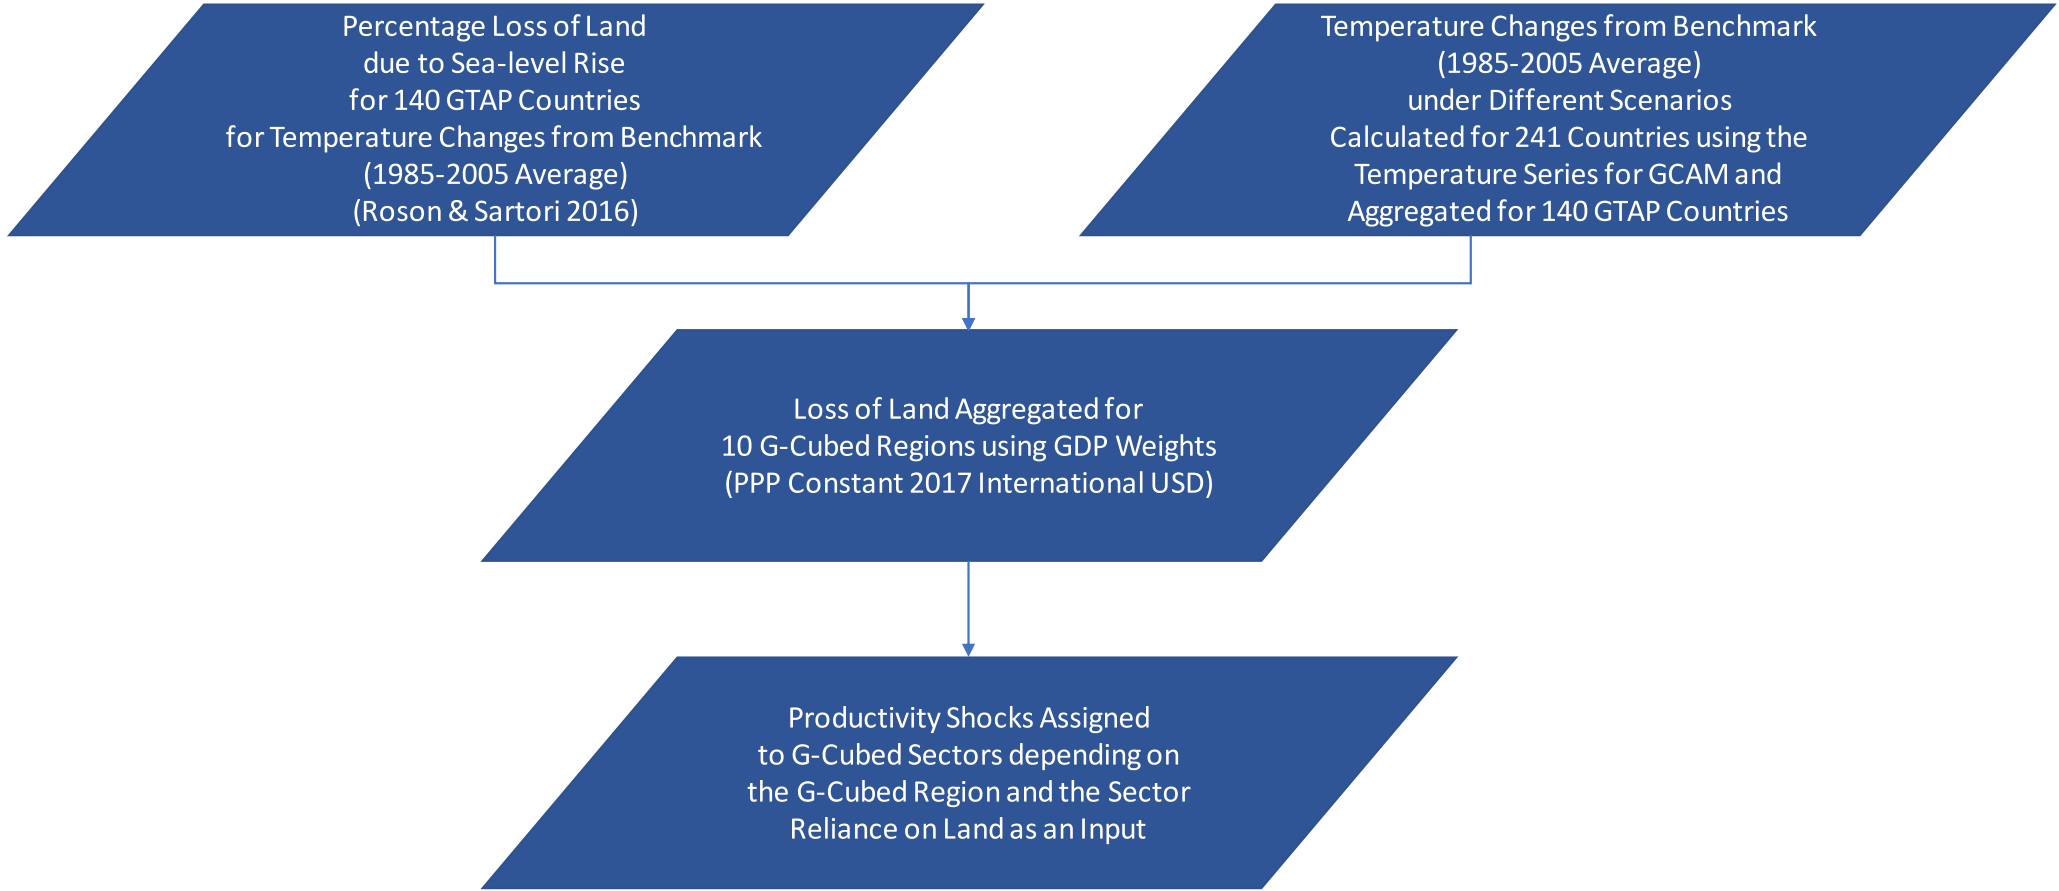 Percentage Loss of Land
due to Sea-level Rise
for 140 GTAP Countries
for Temperature Changes from Benchmark
(1985-2005 Average)
(Roson & Sartori 2016)
Temperature Changes from Benchmark
(1985-2005 Average)
under Different Scenarios
Calculated for 241 Countries using the
Temperature Series for GCAM and
Aggregated for 140 GTAP Countries
Loss of Land Aggregated for
10 G-Cubed Regions using GDP Weights
(PPP Constant 2017 International USD)
Productivity Shocks Assigned
to G-Cubed Sectors depending on
the G-Cubed Region and the Sector
Reliance on Land as an Input